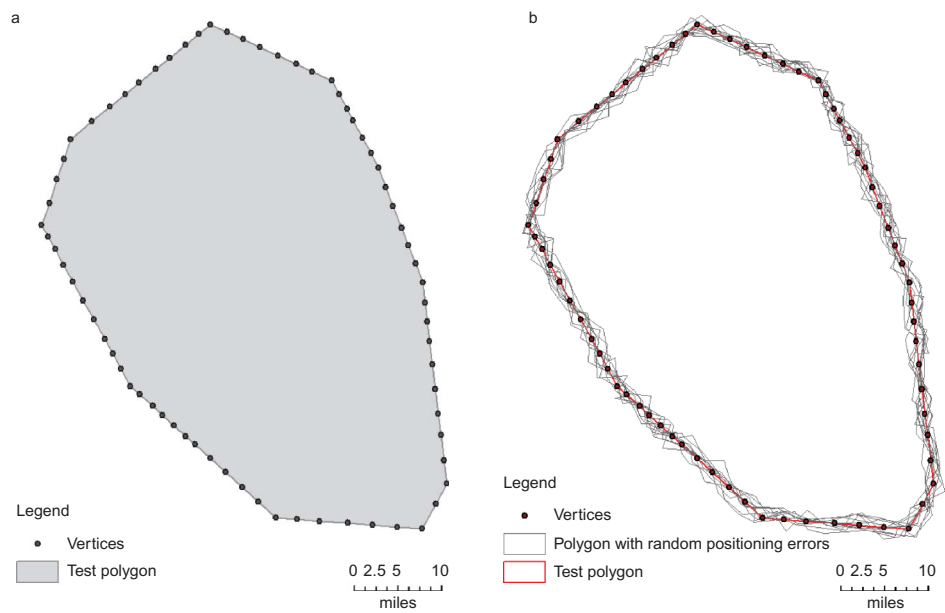 a
Legend
Vertices
Test polygon
0 2.5 5 10
miles
b
Legend
Vertices
Polygon with random positioning errors
Test polygon
0 2.5 5 10
miles